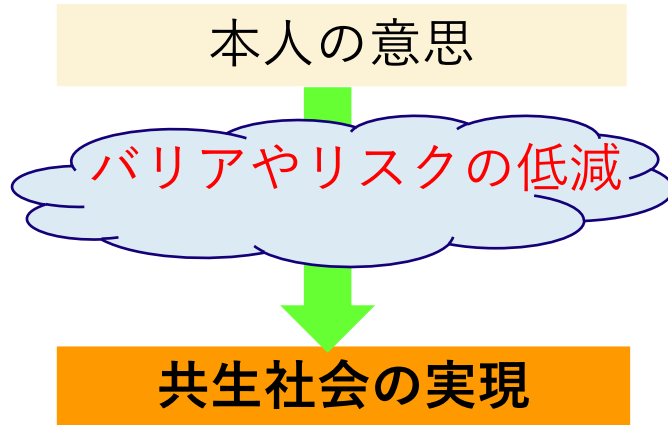 本人の意思
バリアやリスクの低減
共生社会の実現